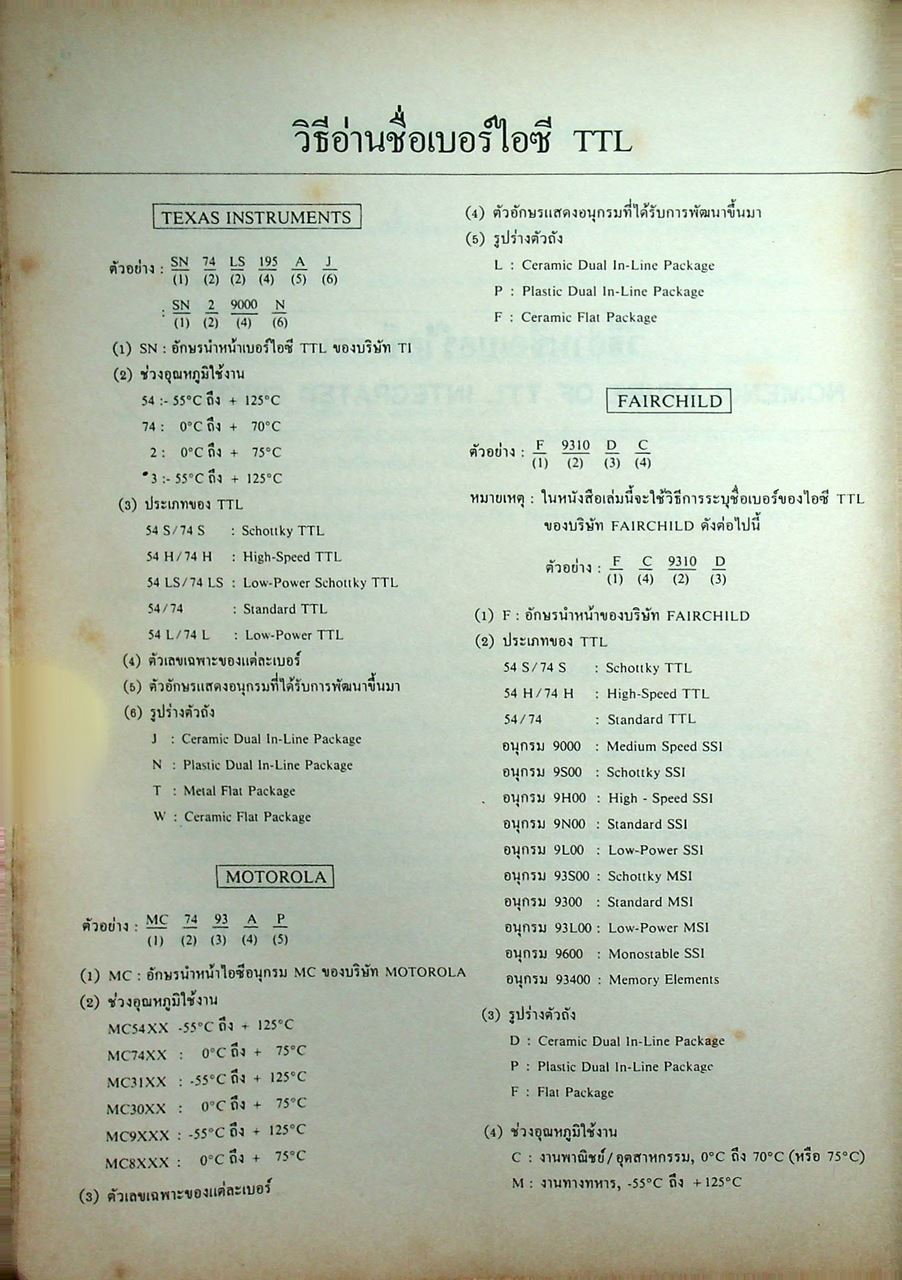 วิธีอ่านชื่อเบอร์ไอซี TTL
TEXAS INSTRUMENTS
ตัวอย่าง : SN 74 LS 195 A J
(1) (2) (2) (4) (5) (6)
: SN 2 9000 N
(1) (2) (4) (6)
(1) SN : อักษรนำหน้าเบอร์ไอซี TTL ของบริษัท TI
(2) ช่วงอุณหภูมิใช้งาน
54 :- 55°C ถึง + 125°C
74 : 0°C ถึง + 70°C
2 : 0°C ถึง + 75°C
3 :- 55°C ถึง + 125°C
(3) ประเภทของ TTL
54 S/74 S : Schottky TTL
54 H/74 H : High-Speed TTL
54 LS/74 LS : Low-Power Schottky TTL
54/74 : Standard TTL
54 L/74 L : Low-Power TTL
(4) ตัวเลขเฉพาะของแต่ละเบอร์
(5) ตัวอักษรแสดงอนุกรมที่ได้รับการพัฒนาขึ้นมา
(6) รูปร่างตัวถัง
J : Ceramic Dual In-Line Package
N : Plastic Dual In-Line Package
T : Metal Flat Package
W : Ceramic Flat Package
MOTOROLA
ตัวอย่าง : MC 74 93 A P
(1) (2) (3) (4) (5)
(1) MC : อักษรนำหน้าไอซีอนุกรม MC ของบริษัท MOTOROLA
(2) ช่วงอุณหภูมิใช้งาน
MC54XX -55°C ถึง + 125°C
MC74XX : 0°C ถึง + 75°C
MC31XX : -55°C ถึง + 125°C
MC30XX : 0°C ถึง + 75°C
MC9XXX : -55°C ถึง + 125°C
MC8XXX : 0°C ถึง + 75°C
(3) ตัวเลขเฉพาะของแต่ละเบอร์
(4) ตัวอักษรแสดงอนุกรมที่ได้รับการพัฒนาขึ้นมา
(5) รูปร่างตัวถัง
L : Ceramic Dual In-Line Package
P : Plastic Dual In-Line Package
F : Ceramic Flat Package
FAIRCHILD
ตัวอย่าง : F 9310 D C
(1) (2) (3) (4)
หมายเหตุ : ในหนังสือเล่มนี้จะใช้วิธีการระบุชื่อเบอร์ของไอซี TTL
ของบริษัท FAIRCHILD ดังต่อไปนี้
ตัวอย่าง : F C 9310 D
(1) (4) (2) (3)
(1) F : อักษรนำหน้าของบริษัท FAIRCHILD
(2) ประเภทของ TTL
54 S/74 S : Schottky TTL
54 H/74 H : High-Speed TTL
54/74 : Standard TTL
อนุกรม 9000 : Medium Speed SSI
อนุกรม 9S00 : Schottky SSI
อนุกรม 9H00 : High - Speed SSI
อนุกรม 9N00 : Standard SSI
อนุกรม 9L00 : Low-Power SSI
อนุกรม 93S00 : Schottky MSI
อนุกรม 9300 : Standard MSI
อนุกรม 93L00 : Low-Power MSI
อนุกรม 9600 : Monostable SSI
อนุกรม 93400 : Memory Elements
(3) รูปร่างตัวถัง
D : Ceramic Dual In-Line Package
P : Plastic Dual In-Line Package
F : Flat Package
(4) ช่วงอุณหภูมิใช้งาน
C : งานพาณิชย์/อุตสาหกรรม, 0°C ถึง 70°C (หรือ 75°C)
M : งานทางทหาร, -55°C ถึง +125°C